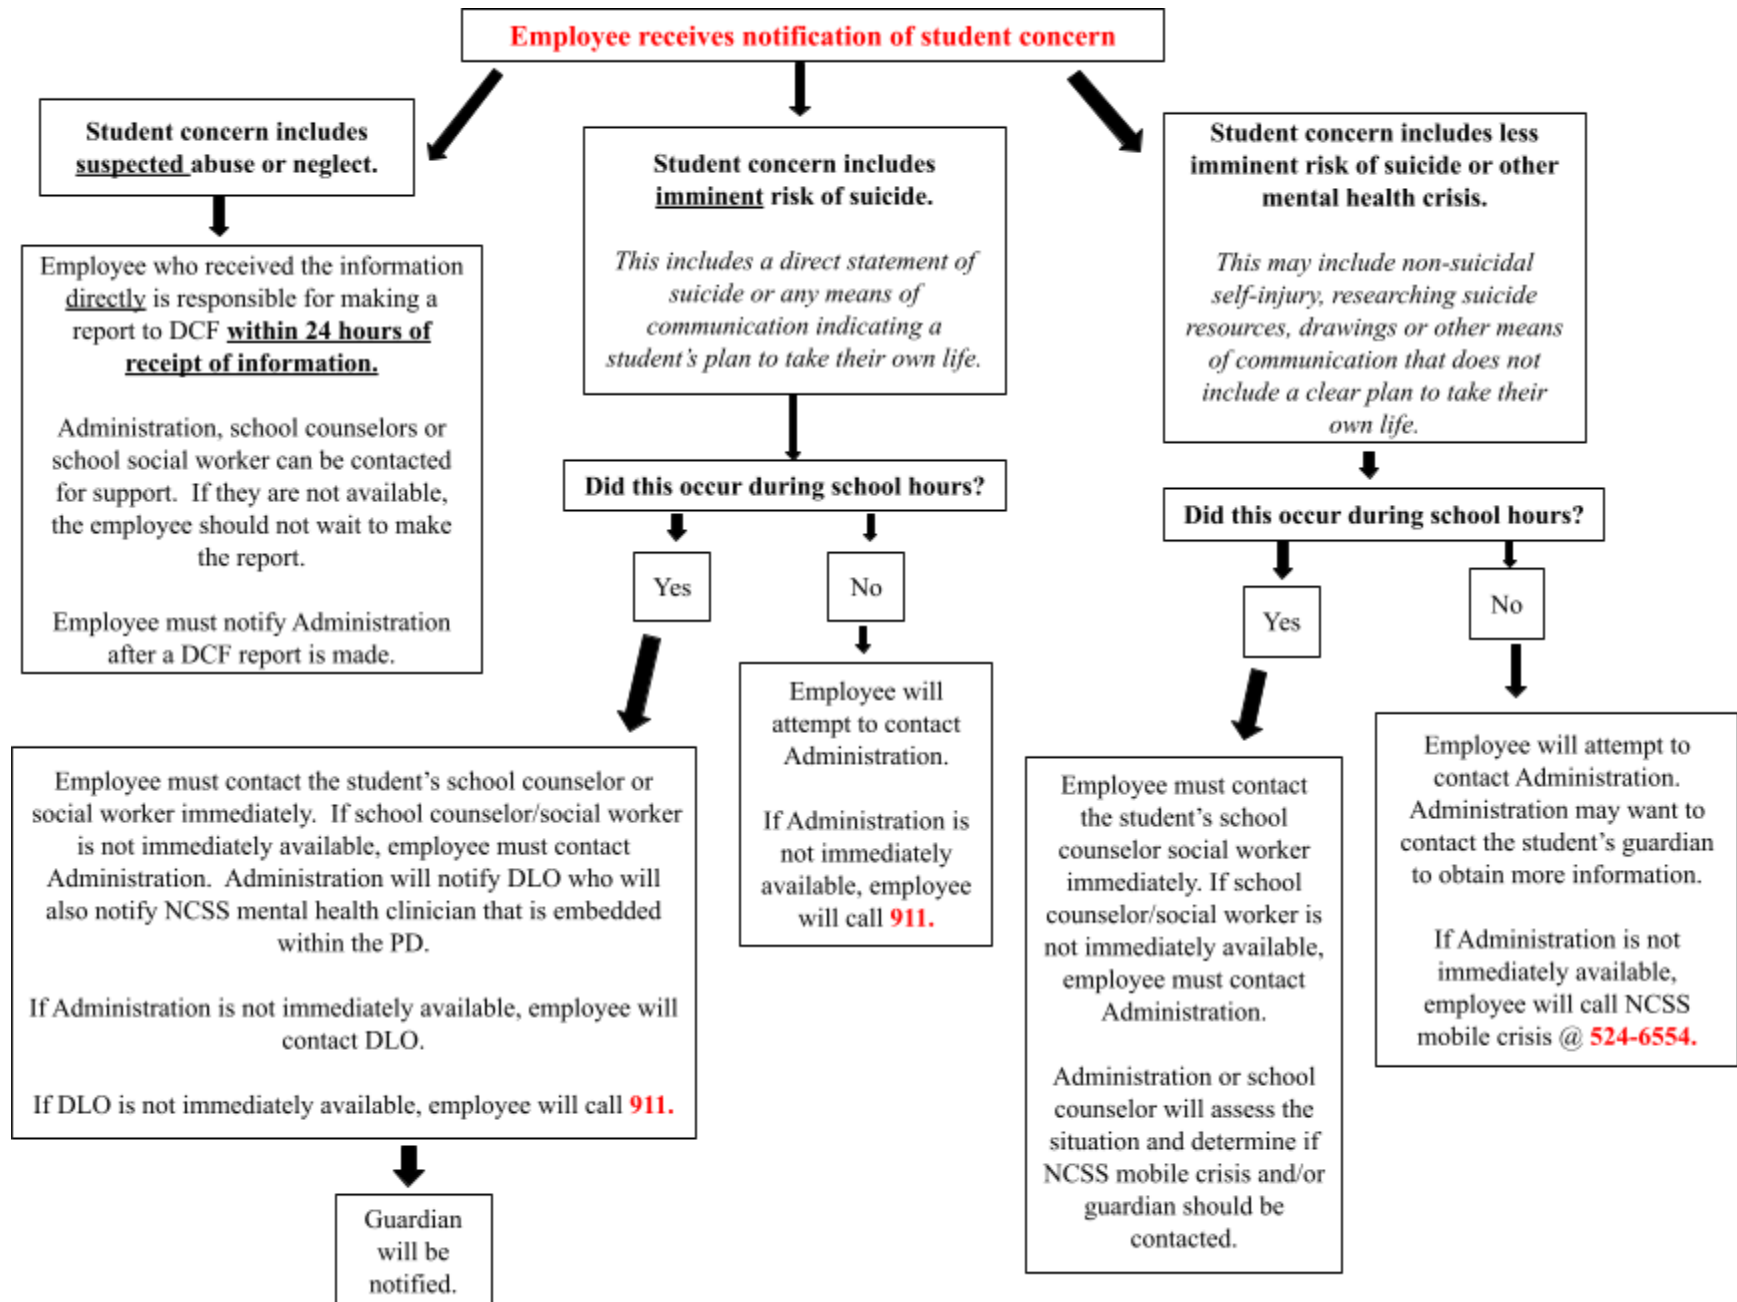 Employee receives notification of student concern
Student concern includes
suspected abuse or neglect.
Employee who received the information
directly is responsible for making a
report to DCF within 24 hours of
receipt of information.
Administration, school counselors or
school social worker can be contacted
for support. If they are not available,
the employee should not wait to make
the report.
Employee must notify Administration
after a DCF report is made.
Student concern includes
imminent risk of suicide.
This includes a direct statement of
suicide or any means of
communication indicating a
student's plan to take their own life.
Did this occur during school hours?
Yes
No
Employee must contact the student's school counselor or
social worker immediately. If school counselor/social worker
is not immediately available, employee must contact
Administration. Administration will notify DLO who will
also notify NCSS mental health clinician that is embedded
within the PD.
If Administration is not immediately available, employee will
contact DLO.
If DLO is not immediately available, employee will call 911.
Guardian
will be
notified.
Employee will
attempt to contact
Administration.
If Administration is
not immediately
available, employee
will call 911.
Student concern includes less
imminent risk of suicide or other
mental health crisis.
This may include non-suicidal
self-injury, researching suicide
resources, drawings or other means
of communication that does not
include a clear plan to take their
own life.
Did this occur during school hours?
Yes
No
Employee must contact
the student's school
counselor social worker
immediately. If school
counselor/social worker is
not immediately available,
employee must contact
Administration.
Administration or school
counselor will assess the
situation and determine if
NCSS mobile crisis and/or
guardian should be
contacted.
Employee will attempt to
contact Administration.
Administration may want to
contact the student's guardian
to obtain more information.
If Administration is not
immediately available,
employee will call NCSS
mobile crisis @ 524-6554.